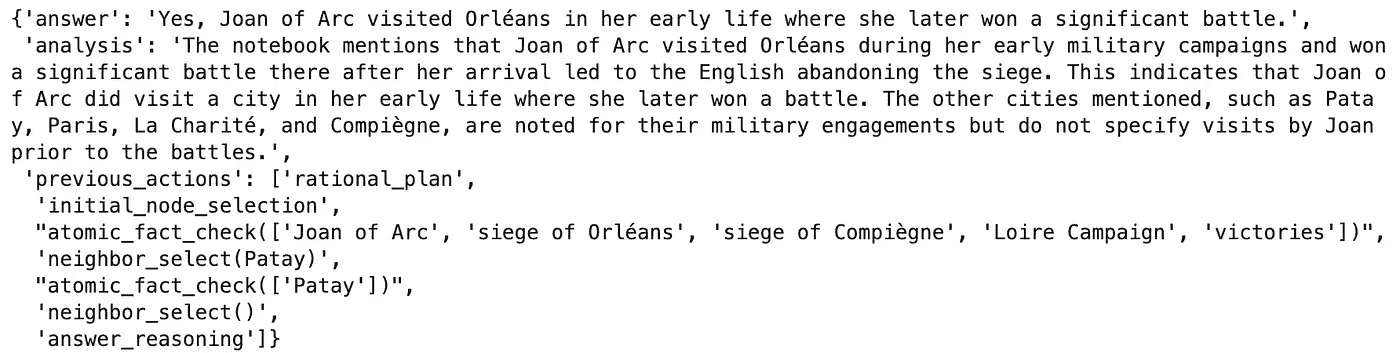 {'answer': 'Yes, Joan of Arc visited Orléans in her early life where she later won a significant battle.',
 'analysis': 'The notebook mentions that Joan of Arc visited Orléans during her early military campaigns and won
a significant battle there after her arrival led to the English abandoning the siege. This indicates that Joan o
f Arc did visit a city in her early life where she later won a battle. The other cities mentioned, such as Pata
y, Paris, La Charité, and Compiègne, are noted for their military engagements but do not specify visits by Joan
prior to the battles.',
 'previous_actions': ['rational_plan',
  'initial_node_selection',
  "atomic_fact_check(['Joan of Arc', 'siege of Orléans', 'siege of Compiègne', 'Loire Campaign', 'victories'])",
  'neighbor_select(Patay)',
  "atomic_fact_check(['Patay'])",
  'neighbor_select()',
  'answer_reasoning']}